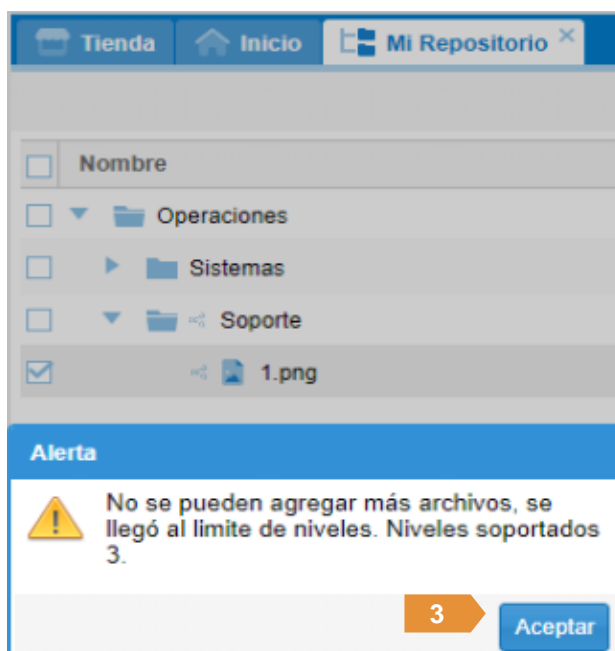 Tienda Inicio Mi Repositorio ×
Nombre
Operaciones
Sistemas
Soporte
1.png
Alerta
No se pueden agregar más archivos, se
llegó al limite de niveles. Niveles soportados
3.
3 Aceptar